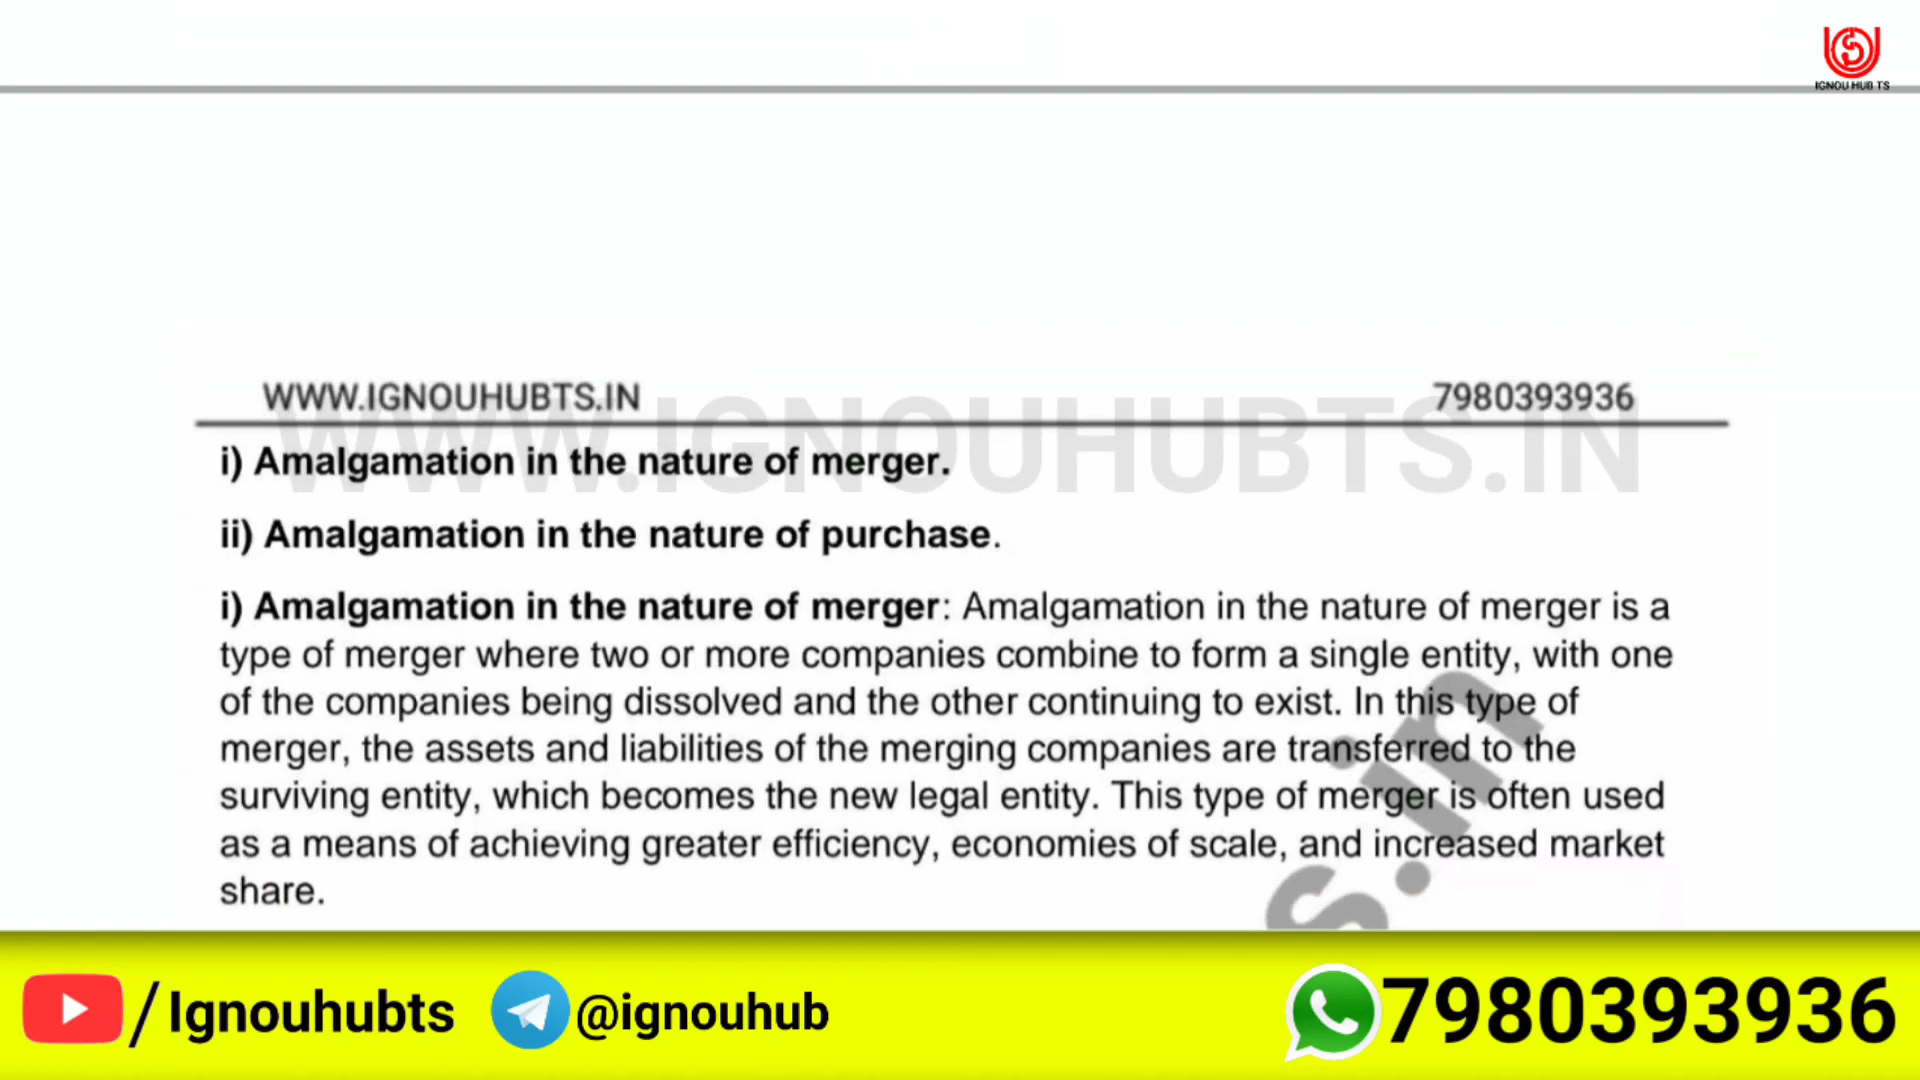 IGNOU HUB TS
WWW.IGNOUHUBTS.IN 7980393936
WWW.IGNOUHUBTS.IN
i) Amalgamation in the nature of merger.
ii) Amalgamation in the nature of purchase.
i) Amalgamation in the nature of merger: Amalgamation in the nature of merger is a
type of merger where two or more companies combine to form a single entity, with one
of the companies being dissolved and the other continuing to exist. In this type of
merger, the assets and liabilities of the merging companies are transferred to the
surviving entity, which becomes the new legal entity. This type of merger is often used
as a means of achieving greater efficiency, economies of scale, and increased market
share.
s.in
/Ignouhubts @ignouhub 7980393936